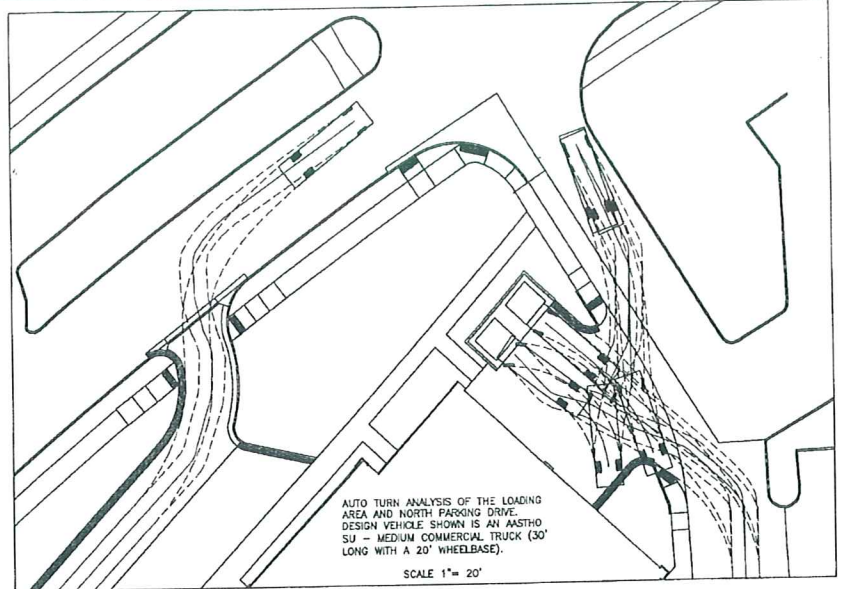 AUTO TURN ANALYSIS OF THE LOADING
AREA AND NORTH PARKING DRIVE.
DESIGN VEHICLE SHOWN IS AN AASTHO
SU – MEDIUM COMMERCIAL TRUCK (30'
LONG WITH A 20' WHEELBASE).
SCALE 1"= 20'